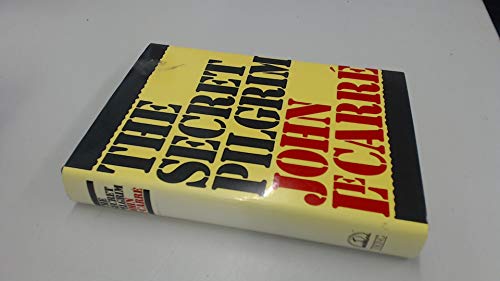 THE
SECRET
PILGRIM
JOHN
LE CARRÉ
THE
SECRET
PILGRIM
JOHN
LE CARRÉ